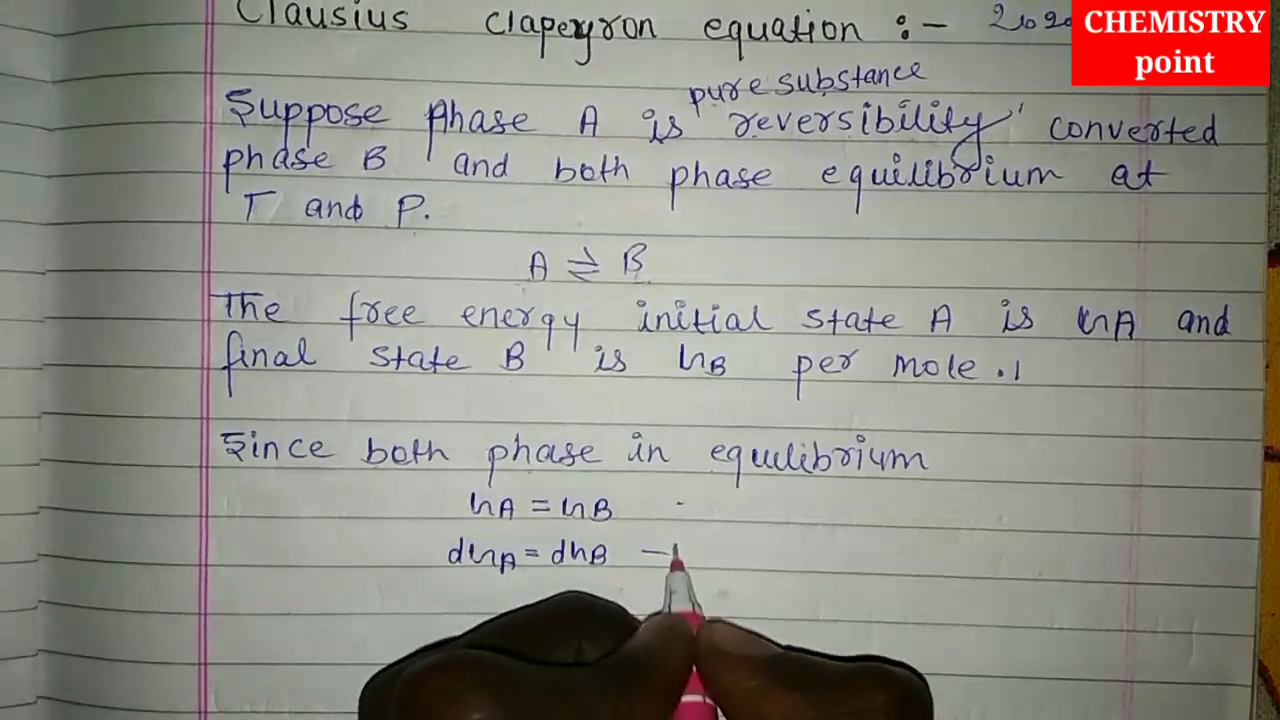 Clausius clapeyron equation :-
CHEMISTRY
point
pure substance
Suppose Phase A is reversibility converted
phase B and both phase equilibrium at
T and P.
A ⇌ B
The free energy initial state A is GA and
final state B is GB per mole.
Since both phase in equilibrium
GA = GB
dGA = dGB —